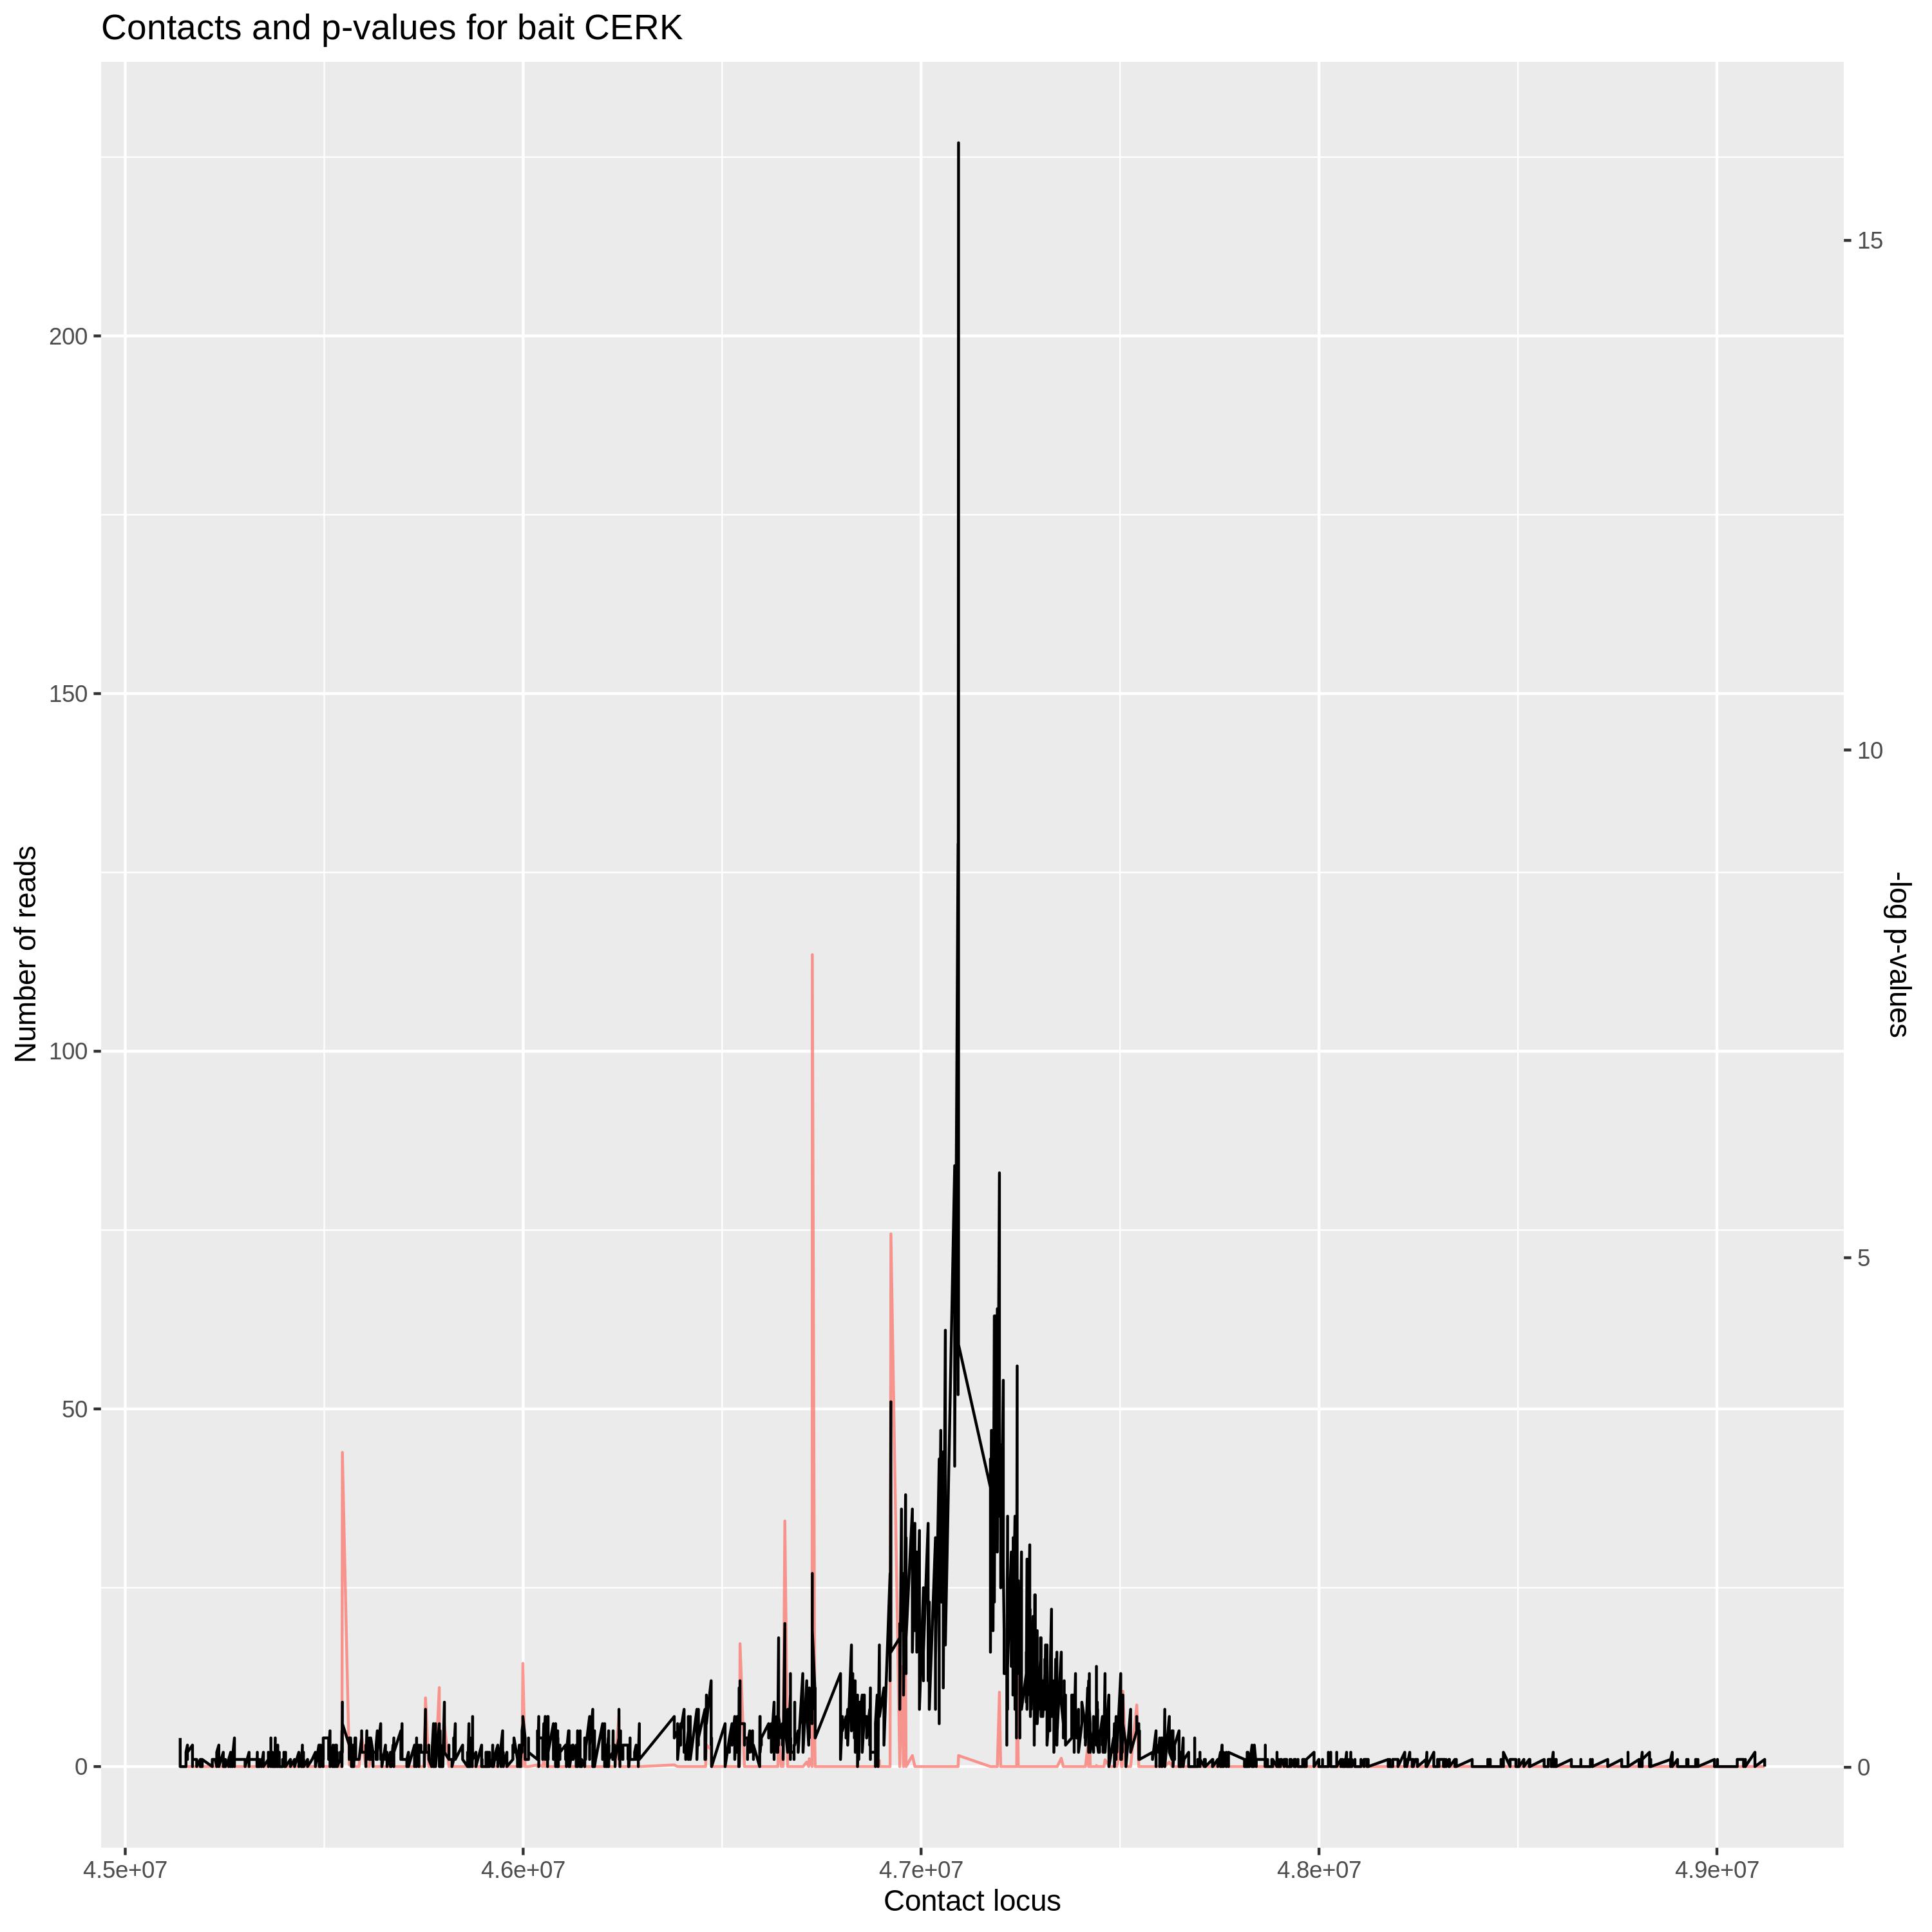 Contacts and p-values for bait CERK
Number of reads
200
150
100
50
0
15
10
5
0
-log p-values
4.5e+07 4.6e+07 4.7e+07 4.8e+07 4.9e+07
Contact locus